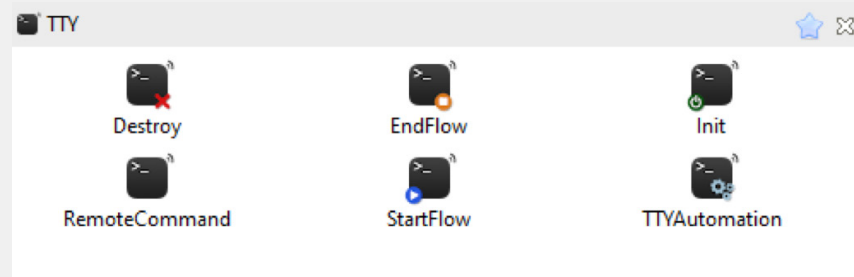 TTY
Destroy
EndFlow
Init
RemoteCommand
StartFlow
TTYAutomation